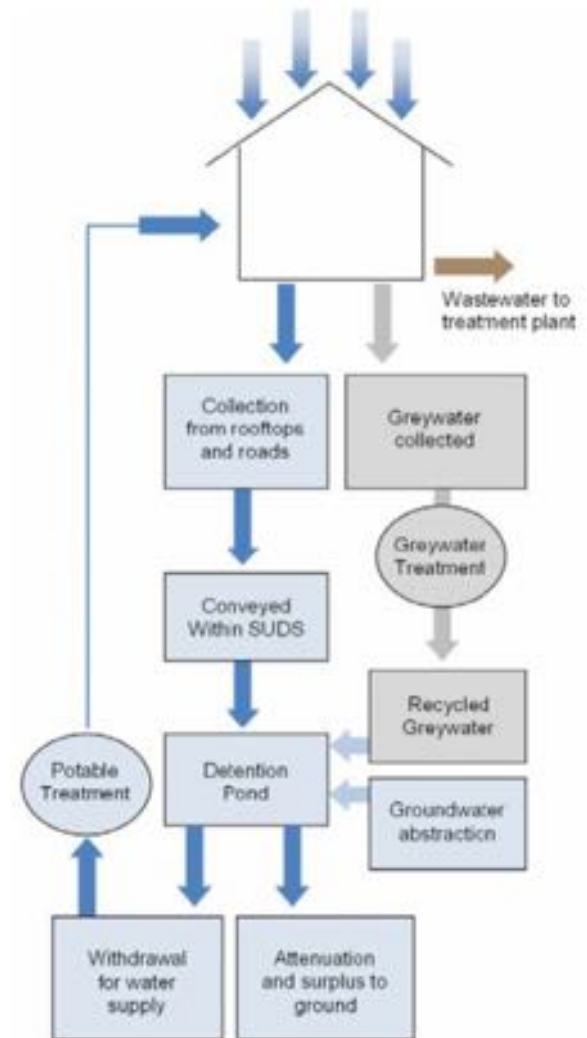 Wastewater to
treatment plant
Collection
from rooftops
and roads
Greywater
collected
Greywater
Treatment
Conveyed
Within SUDS
Recycled
Greywater
Potable
Treatment
Detention
Pond
Groundwater
abstraction
Withdrawal
for water
supply
Attenuation
and surplus to
ground